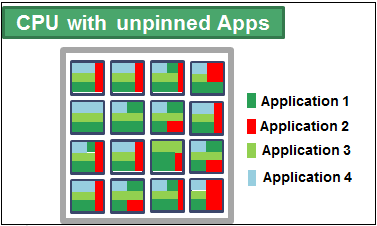 CPU with unpinned Apps
Application 1
Application 2
Application 3
Application 4